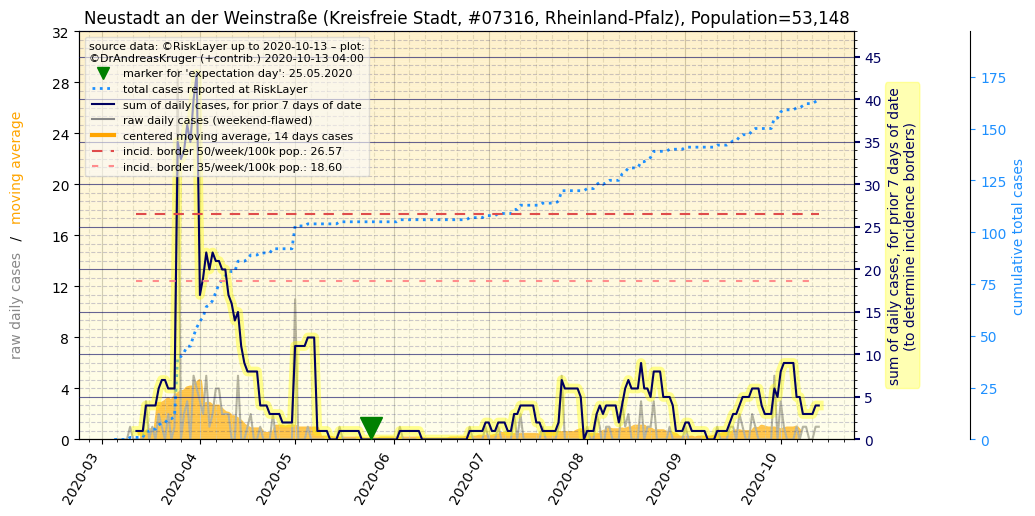 Neustadt an der Weinstraße (Kreisfreie Stadt, #07316, Rheinland-Pfalz), Population=53,148
source data: ©RiskLayer up to 2020-10-13 – plot:
©DrAndreasKruger (+contrib.) 2020-10-13 04:00
marker for 'expectation day': 25.05.2020
total cases reported at RiskLayer
sum of daily cases, for prior 7 days of date
raw daily cases (weekend-flawed)
centered moving average, 14 days cases
incid. border 50/week/100k pop.: 26.57
incid. border 35/week/100k pop.: 18.60
raw daily cases / moving average
32
28
24
20
16
12
8
4
0
2020-03
2020-04
2020-05
2020-06
2020-07
2020-08
2020-09
2020-10
45
40
35
30
25
20
15
10
5
0
sum of daily cases, for prior 7 days of date
(to determine incidence borders)
175
150
125
100
75
50
25
0
cumulative total cases